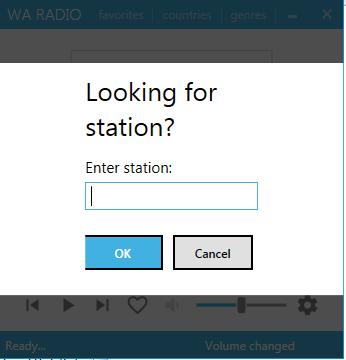 WA RADIO favorites countries genres
Looking for
station?
Enter station:
OK Cancel
Ready... Volume changed